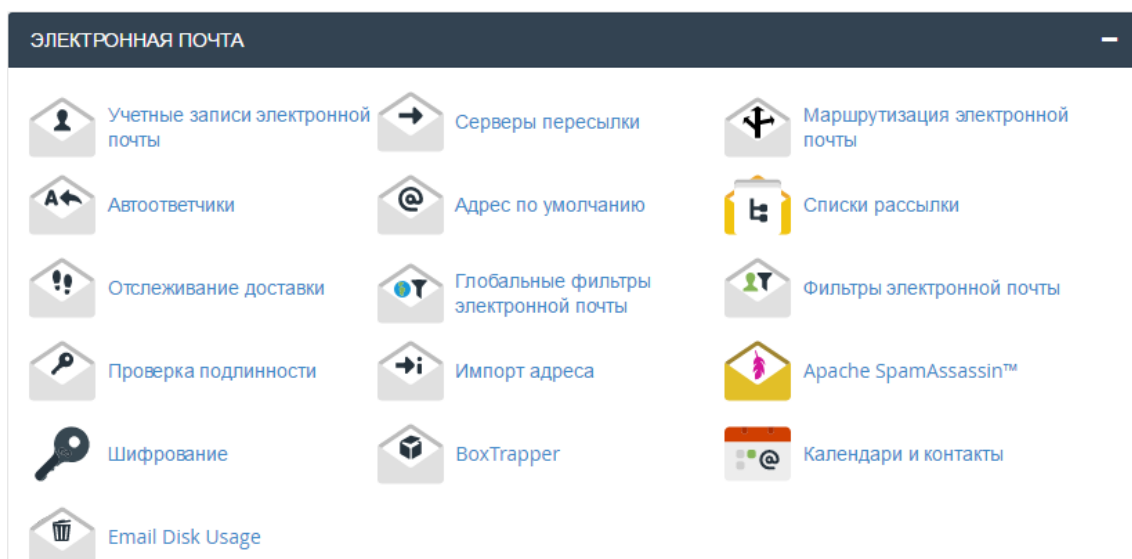 ЭЛЕКТРОННАЯ ПОЧТА
Учетные записи электронной
почты
Серверы пересылки
Маршрутизация электронной
почты
Автоответчики
Адрес по умолчанию
Списки рассылки
Отслеживание доставки
Глобальные фильтры
электронной почты
Фильтры электронной почты
Проверка подлинности
Импорт адреса
Apache SpamAssassin™
Шифрование
BoxTrapper
Календари и контакты
Email Disk Usage